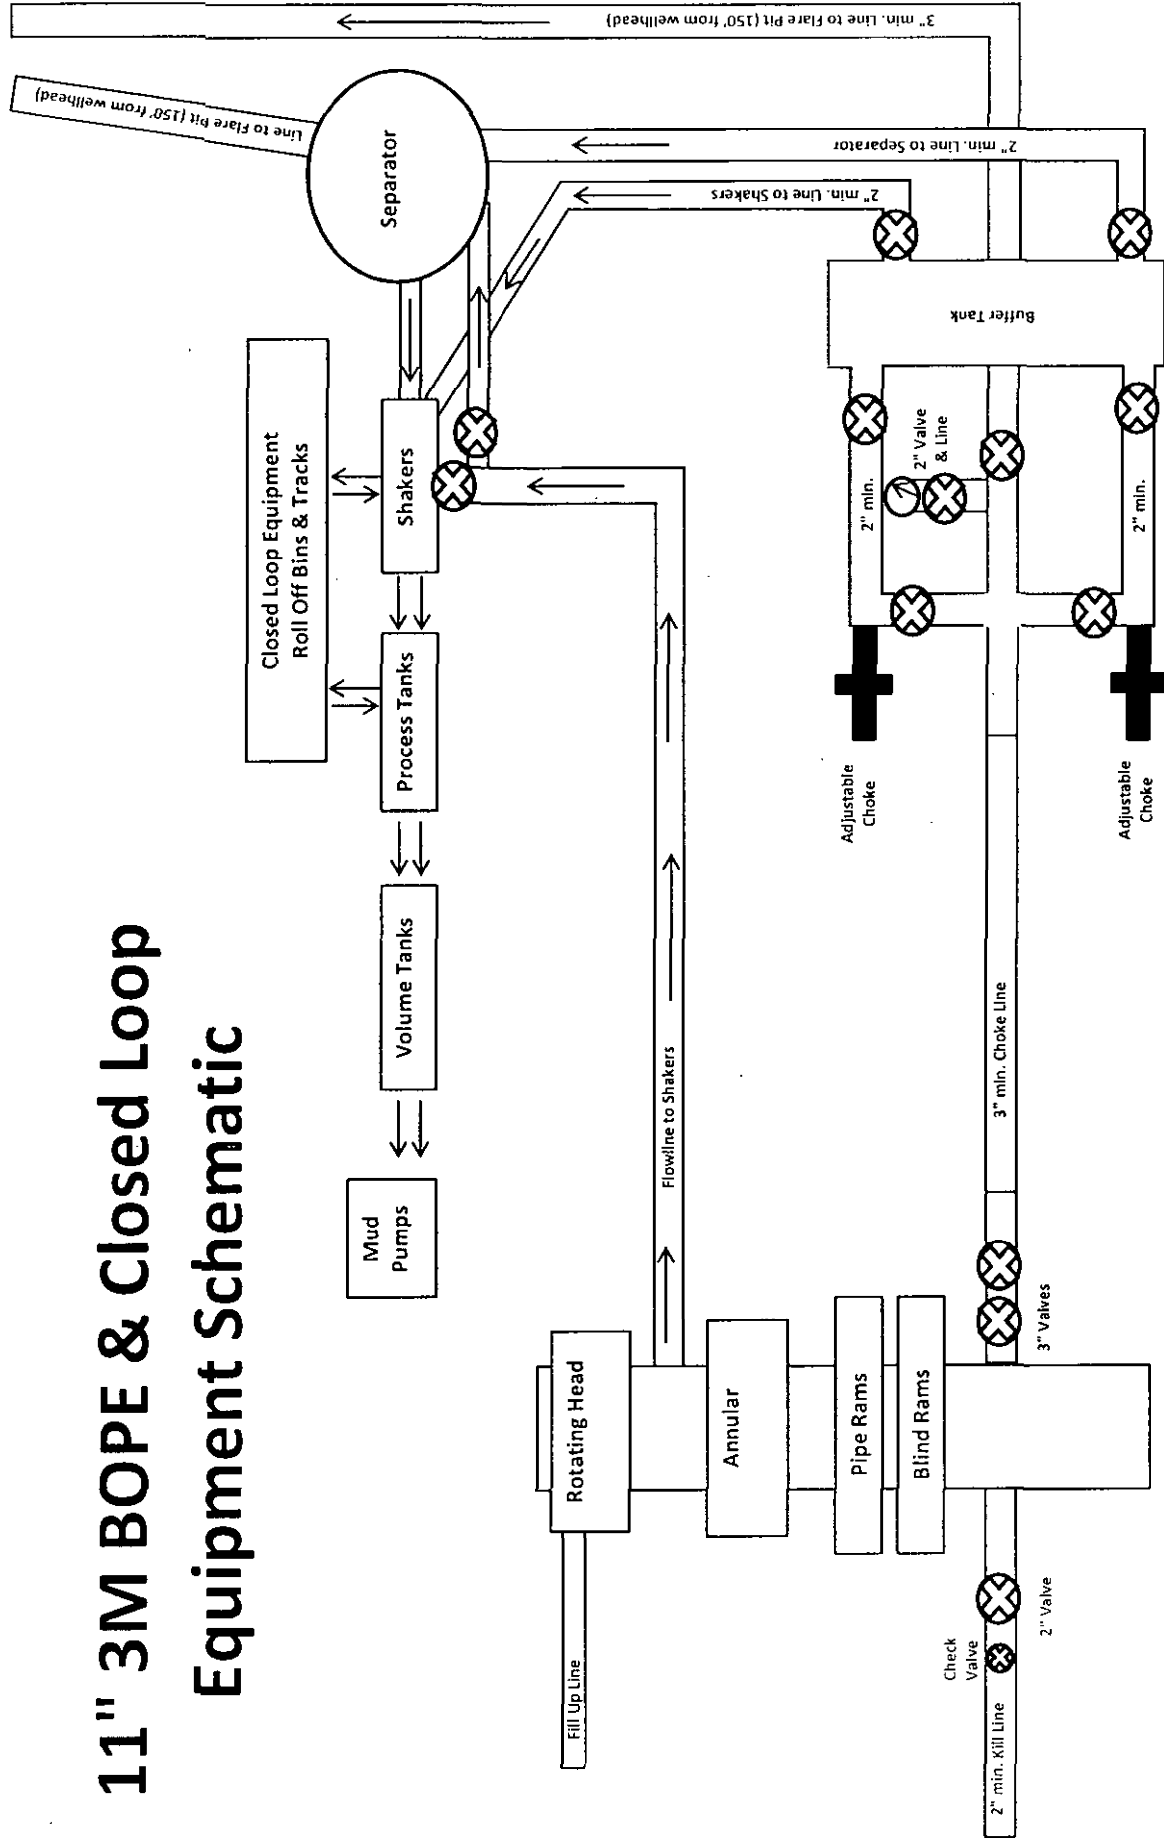 11" 3M BOPE & Closed Loop
Equipment Schematic
Closed Loop Equipment
Roll Off Bins & Tracks
Mud
Pumps
Volume Tanks
Process Tanks
Shakers
Separator
Line to Flare Pit (150' from wellhead)
3" min. Line to Flare Pit (150' from wellhead)
Fill Up Line
Rotating Head
Flowline to Shakers
2" min. Line to Shakers
2" min. Line to Separator
Annular
Pipe Rams
Blind Rams
Adjustable
Choke
2" min.
2" Valve
& Line
Buffer Tank
Check
Valve
2" min. Kill Line
2" Valve
3" Valves
3" min. Choke Line
Adjustable
Choke
2" min.